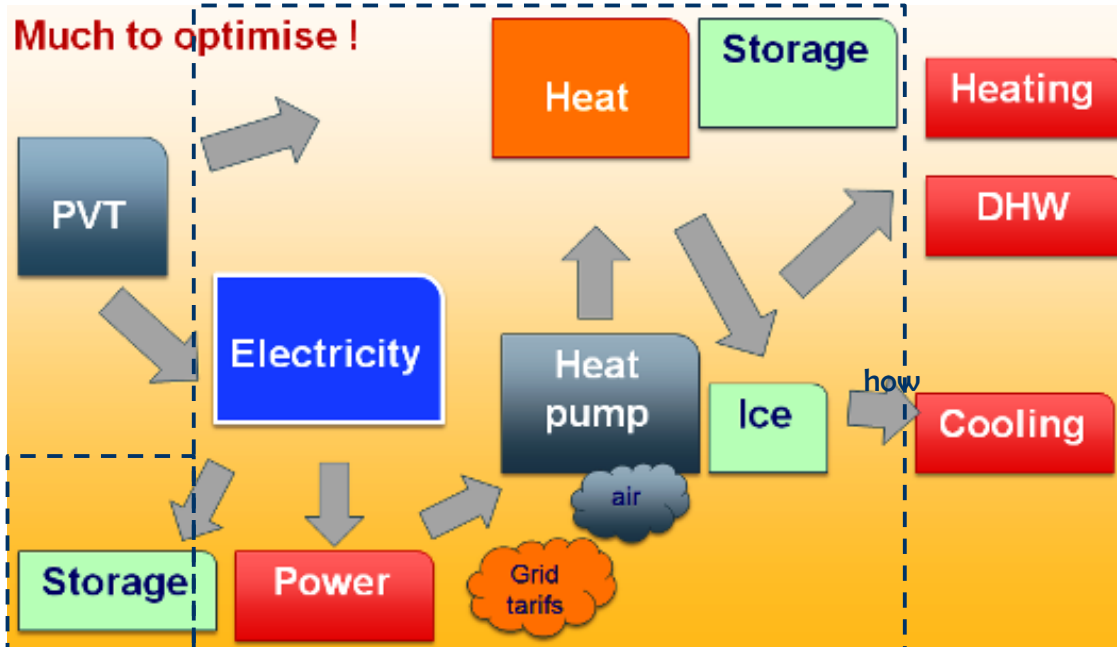 Much to optimise !
Heat
Storage
Heating
PVT
DHW
Electricity
Heat
pump
Ice
how
Cooling
air
Storage
Power
Grid
tarifs